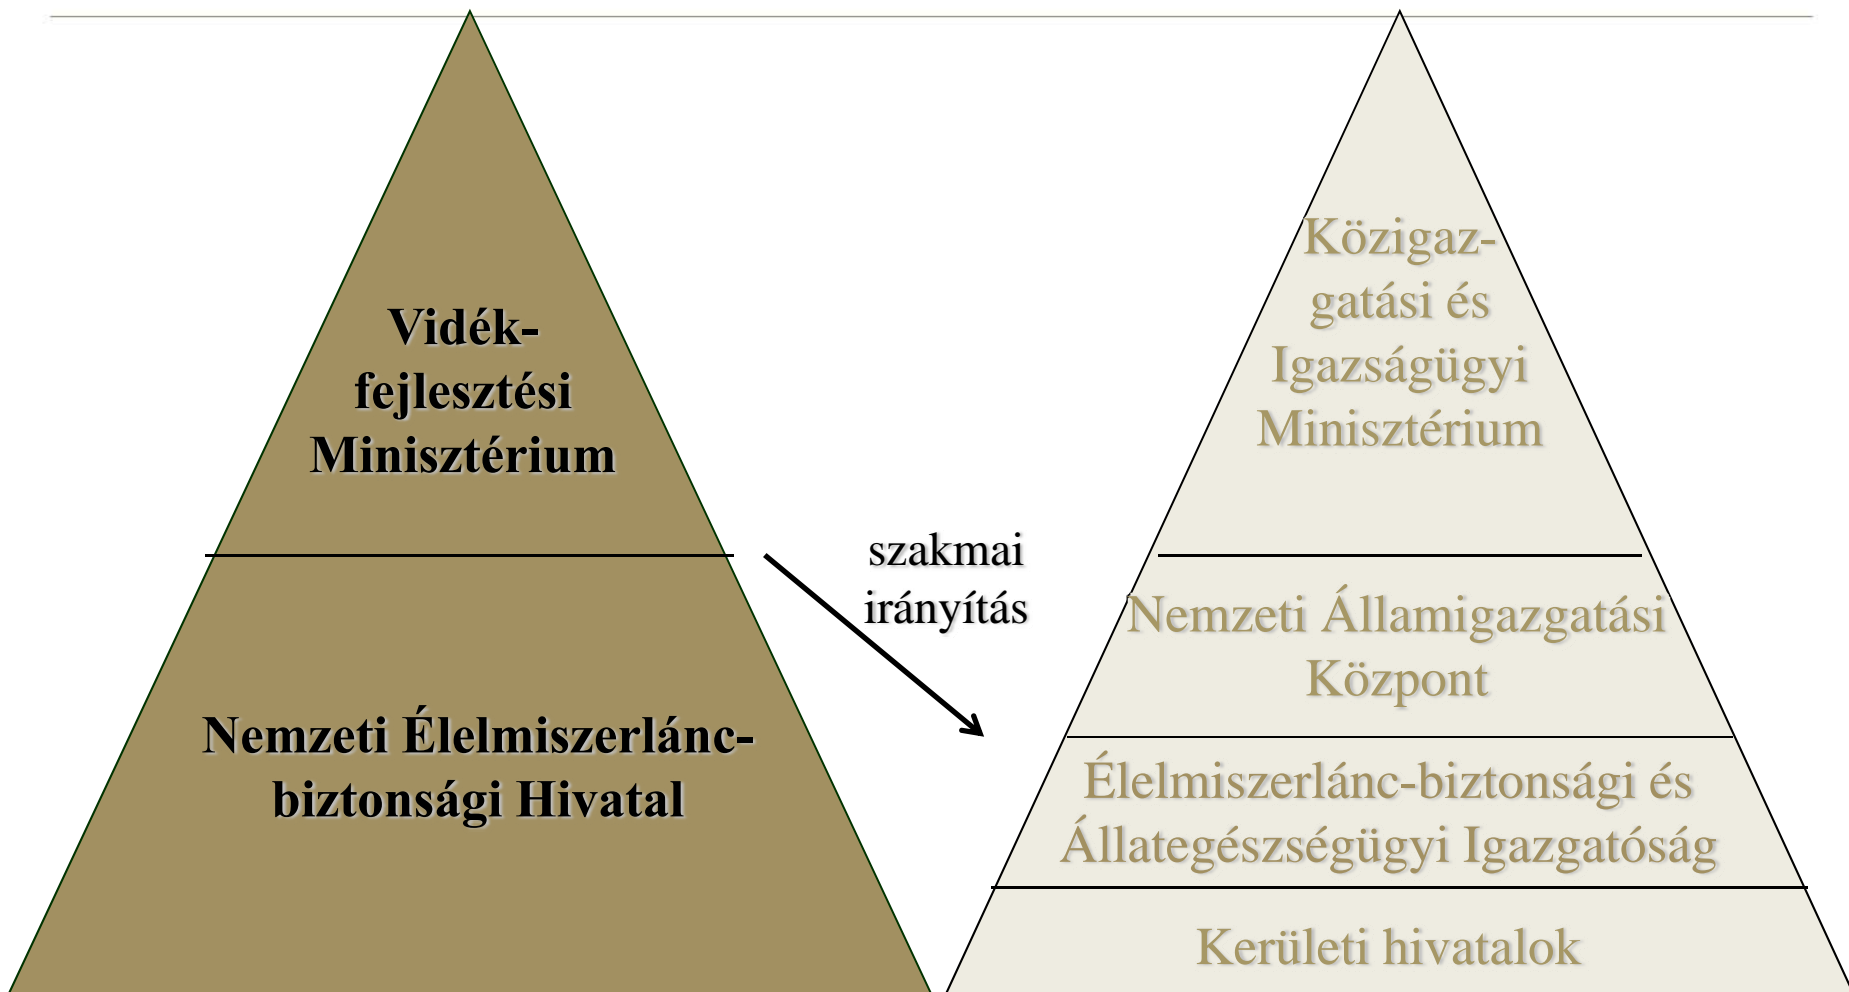 Vidék-
fejlesztési
Minisztérium
Nemzeti Élelmiszerlánc-
biztonsági Hivatal
szakmai
irányítás
Közigaz-
gatási és
Igazságügyi
Minisztérium
Nemzeti Államigazgatási
Központ
Élelmiszerlánc-biztonsági és
Állategészségügyi Igazgatóság
Kerületi hivatalok